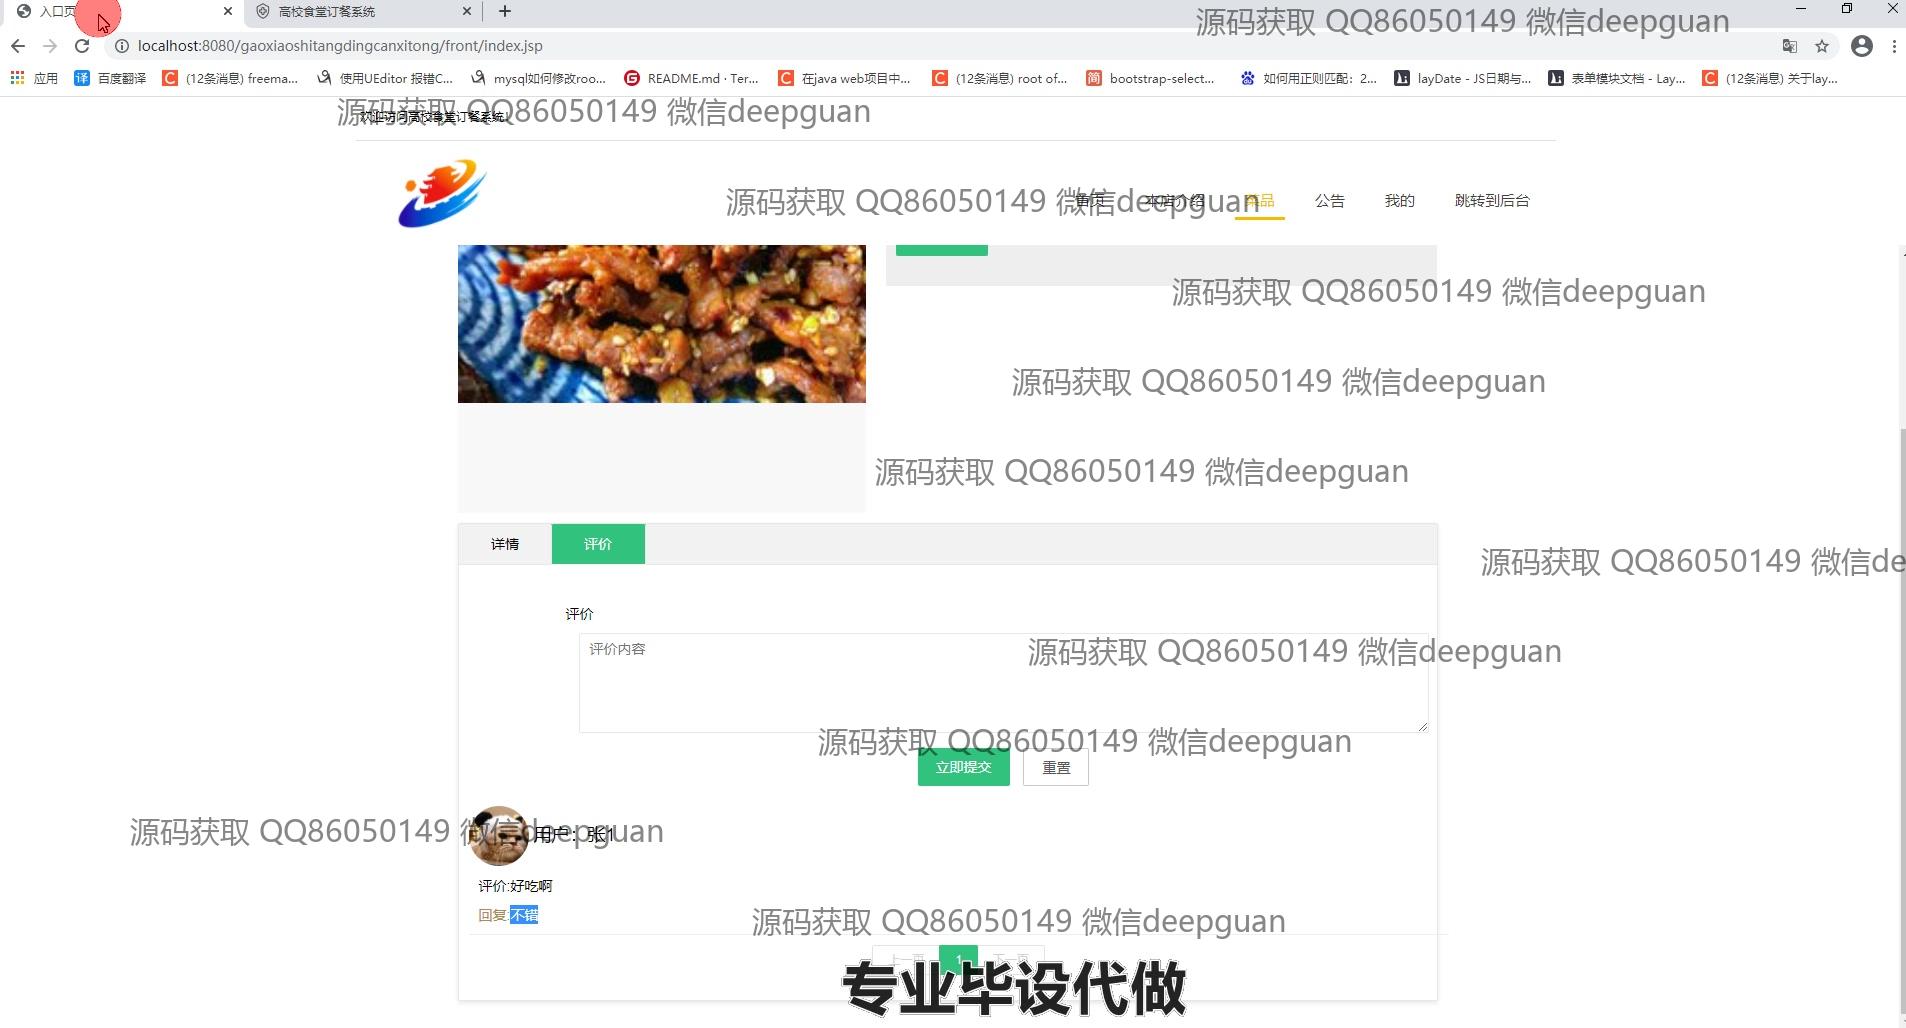 入口页
高校食堂订餐系统
源码获取 QQ86050149 微信deepguan
localhost:8080/gaoxiaoshitangdingcanxitong/front/index.jsp
应用 百度翻译 (12条消息) freema... 使用UEditor 报错C... mysql如何修改roo... README.md · Ter... 在java web项目中... (12条消息) root of... bootstrap-select... 如何用正则匹配：2... layDate - JS日期与... 表单模块文档 - Lay... (12条消息) 关于lay...
源码获取 QQ86050149 微信deepguan
欢迎访问高校食堂订餐系统！
源码获取 QQ86050149 微信deepguan
首页 本店介绍 菜品 公告 我的 跳转到后台
源码获取 QQ86050149 微信deepguan
源码获取 QQ86050149 微信deepguan
源码获取 QQ86050149 微信deepguan
详情 评价
源码获取 QQ86050149 微信de
评价
评价内容
源码获取 QQ86050149 微信deepguan
源码获取 QQ86050149 微信deepguan
立即提交 重置
源码获取 QQ86050149 微信deepguan
用户：张1
评价:好吃啊
回复:不错
源码获取 QQ86050149 微信deepguan
上一页 1 下一页
专业毕设代做